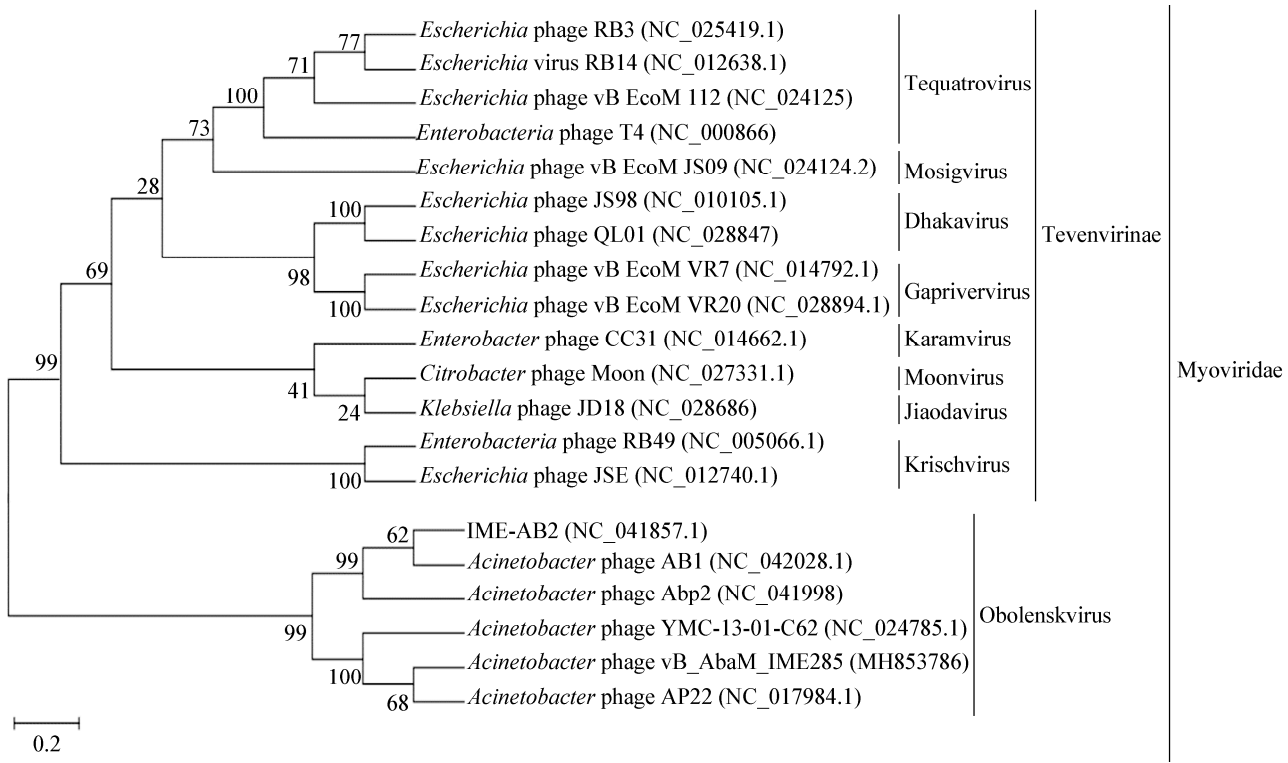 Escherichia phage RB3 (NC_025419.1)
77
Escherichia virus RB14 (NC_012638.1)
71
Tequatrovirus
Escherichia phage vB EcoM 112 (NC_024125)
100
Enterobacteria phage T4 (NC_000866)
73
Escherichia phage vB EcoM JS09 (NC_024124.2)
Mosigvirus
28
Escherichia phage JS98 (NC_010105.1)
100
Dhakavirus
Escherichia phage QL01 (NC_028847)
Tevenvirinae
98
69
Escherichia phage vB EcoM VR7 (NC_014792.1)
Gaprivervirus
Escherichia phage vB EcoM VR20 (NC_028894.1)
100
Enterobacter phage CC31 (NC_014662.1)
Karamvirus
99
Citrobacter phage Moon (NC_027331.1)
Moonvirus
Myoviridae
41
Klebsiella phage JD18 (NC_028686)
Jiaodavirus
24
Enterobacteria phage RB49 (NC_005066.1)
Krischvirus
Escherichia phage JSE (NC_012740.1)
100
IME-AB2 (NC_041857.1)
62
Acinetobacter phage AB1 (NC_042028.1)
99
Acinetobacter phagc Abp2 (NC_041998)
Obolenskvirus
99
Acinetobacter phage YMC-13-01-C62 (NC_024785.1)
Acinetobacter phage vB_AbaM_IME285 (MH853786)
100
Acinetobacter phage AP22 (NC_017984.1)
68
0.2